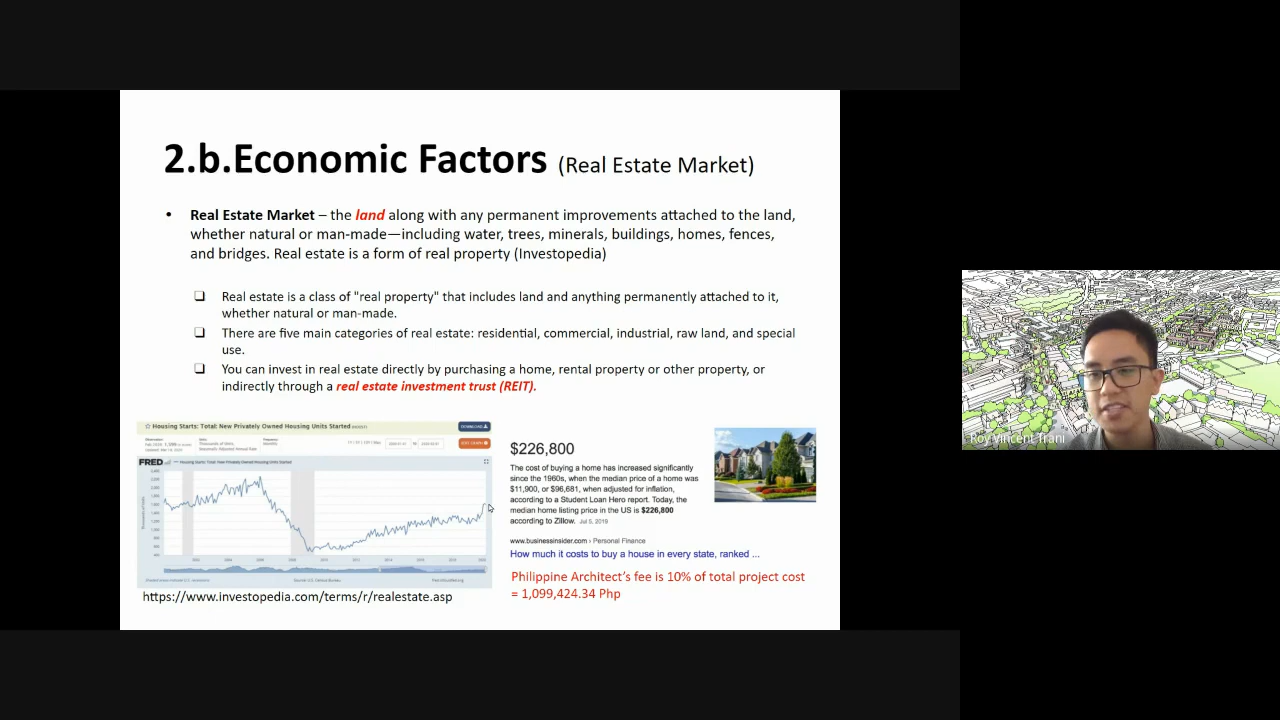 2.b.Economic Factors (Real Estate Market)
• Real Estate Market – the land along with any permanent improvements attached to the land,
whether natural or man-made—including water, trees, minerals, buildings, homes, fences,
and bridges. Real estate is a form of real property (Investopedia)
❑ Real estate is a class of "real property" that includes land and anything permanently attached to it,
whether natural or man-made.
❑ There are five main categories of real estate: residential, commercial, industrial, raw land, and special
use.
❑ You can invest in real estate directly by purchasing a home, rental property or other property, or
indirectly through a real estate investment trust (REIT).
Housing Starts: Total: New Privately Owned Housing Units Started
DOWNLOAD
FRED
Housing Starts: Total: New Privately Owned Housing Units Started
https://www.investopedia.com/terms/r/realestate.asp
$226,800
The cost of buying a home has increased significantly
since the 1960s, when the median price of a home was
$11,900, or $96,681, when adjusted for inflation,
according to a Student Loan Hero report. Today, the
median home listing price in the US is $226,800
according to Zillow. Jul 5, 2019
www.businessinsider.com › Personal Finance
How much it costs to buy a house in every state, ranked ...
Philippine Architect's fee is 10% of total project cost
= 1,099,424.34 Php
Vincent Trani